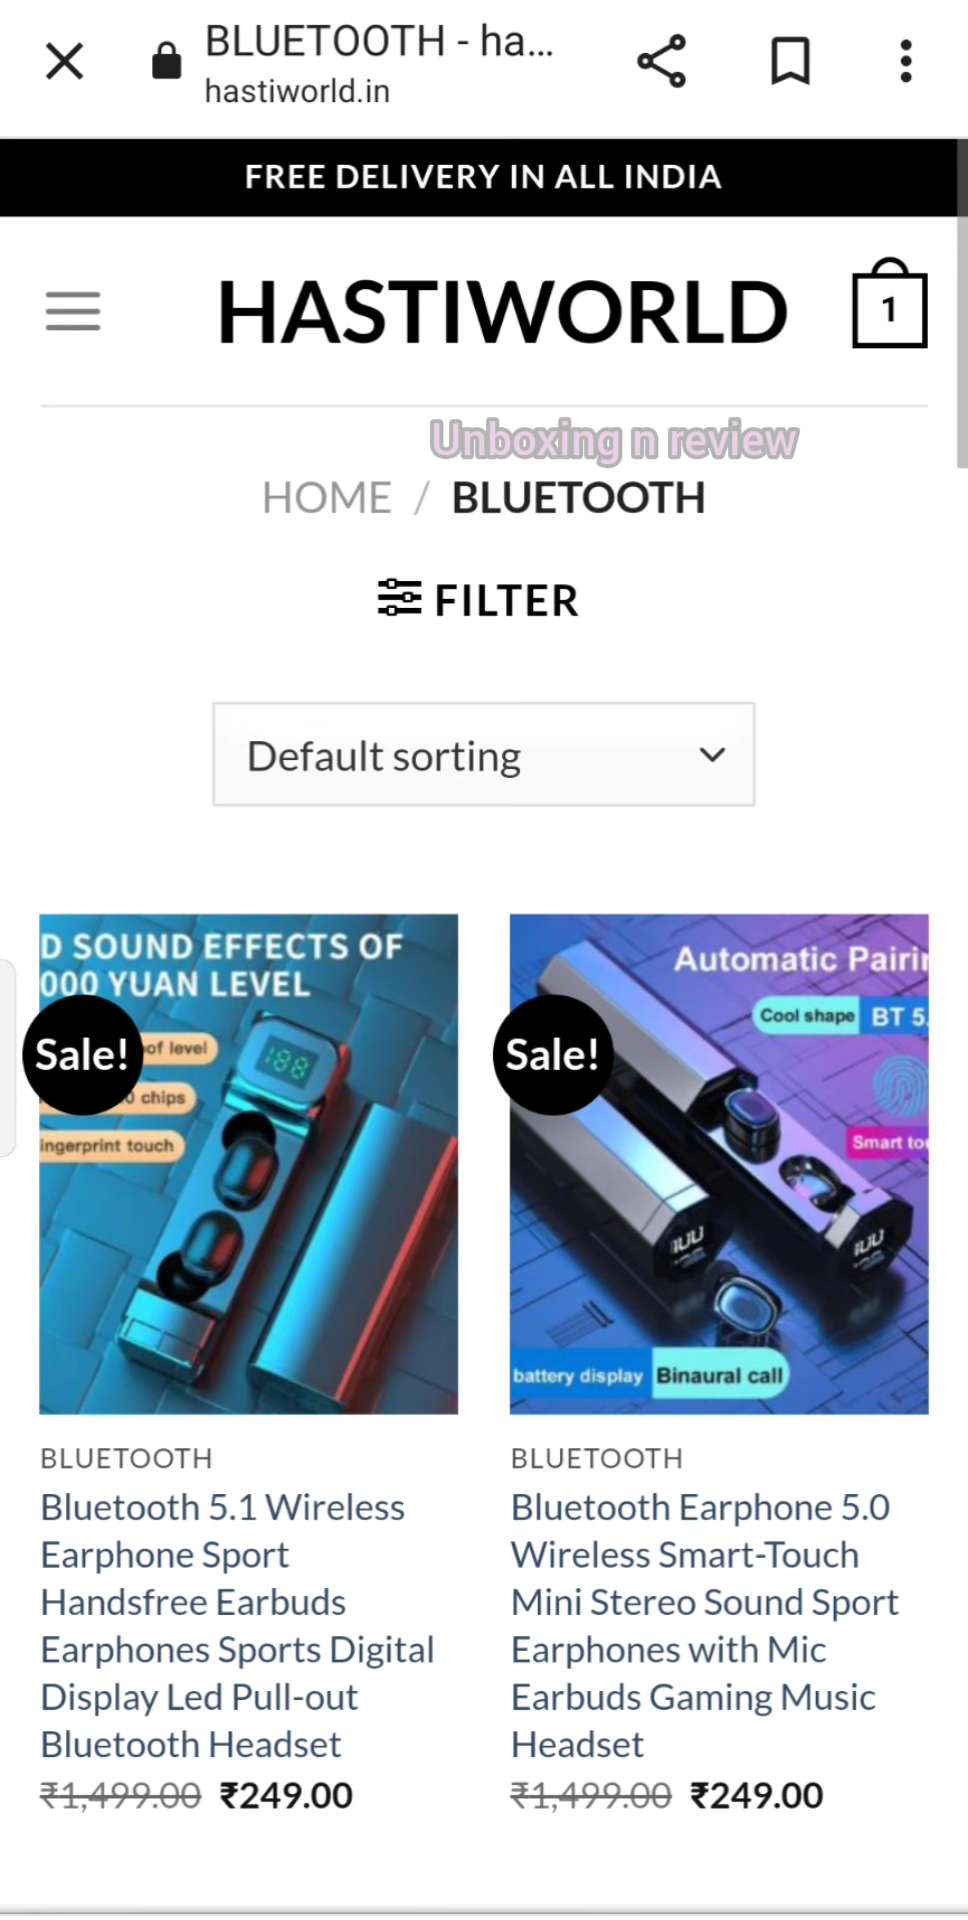 BLUETOOTH - ha...
hastiworld.in
FREE DELIVERY IN ALL INDIA
HASTIWORLD
1
Unboxing n review
HOME / BLUETOOTH
FILTER
Default sorting
D SOUND EFFECTS OF
000 YUAN LEVEL
Sale!
of level
0 chips
ingerprint touch
188
Automatic Pairin
Cool shape
BT 5.
Sale!
Smart tou
battery display
Binaural call
BLUETOOTH
Bluetooth 5.1 Wireless
Earphone Sport
Handsfree Earbuds
Earphones Sports Digital
Display Led Pull-out
Bluetooth Headset
₹1,499.00 ₹249.00
BLUETOOTH
Bluetooth Earphone 5.0
Wireless Smart-Touch
Mini Stereo Sound Sport
Earphones with Mic
Earbuds Gaming Music
Headset
₹1,499.00 ₹249.00